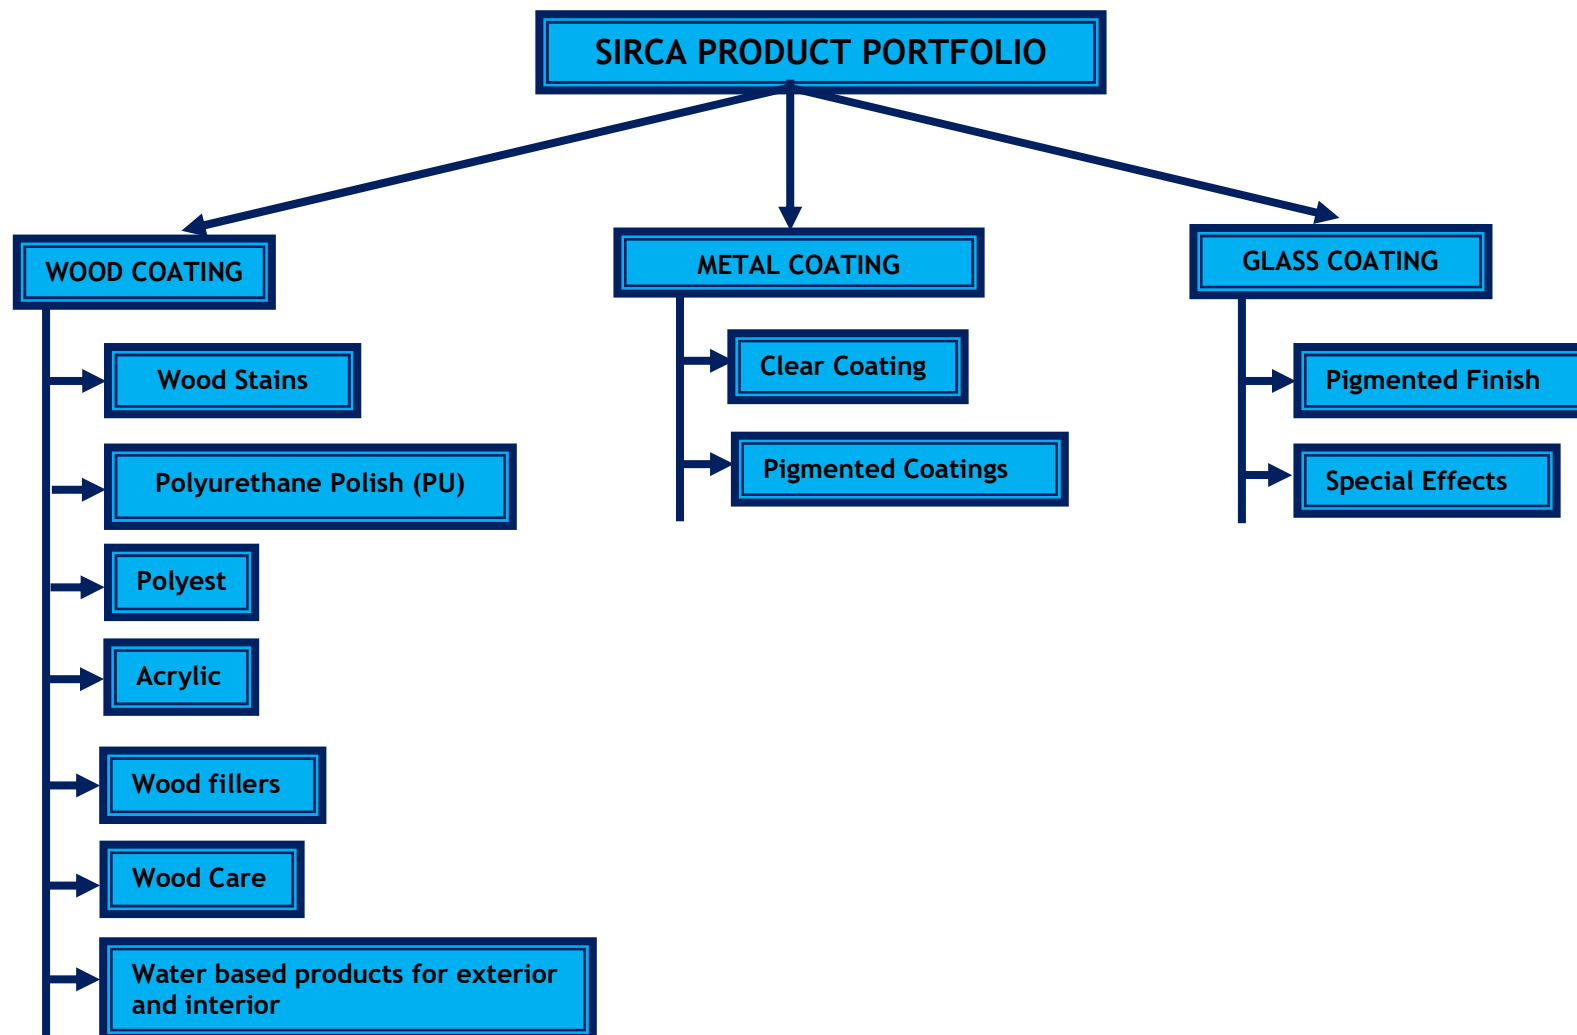 SIRCA PRODUCT PORTFOLIO
WOOD COATING
Wood Stains
Polyurethane Polish (PU)
Polyest
Acrylic
Wood fillers
Wood Care
Water based products for exterior
and interior
METAL COATING
Clear Coating
Pigmented Coatings
GLASS COATING
Pigmented Finish
Special Effects